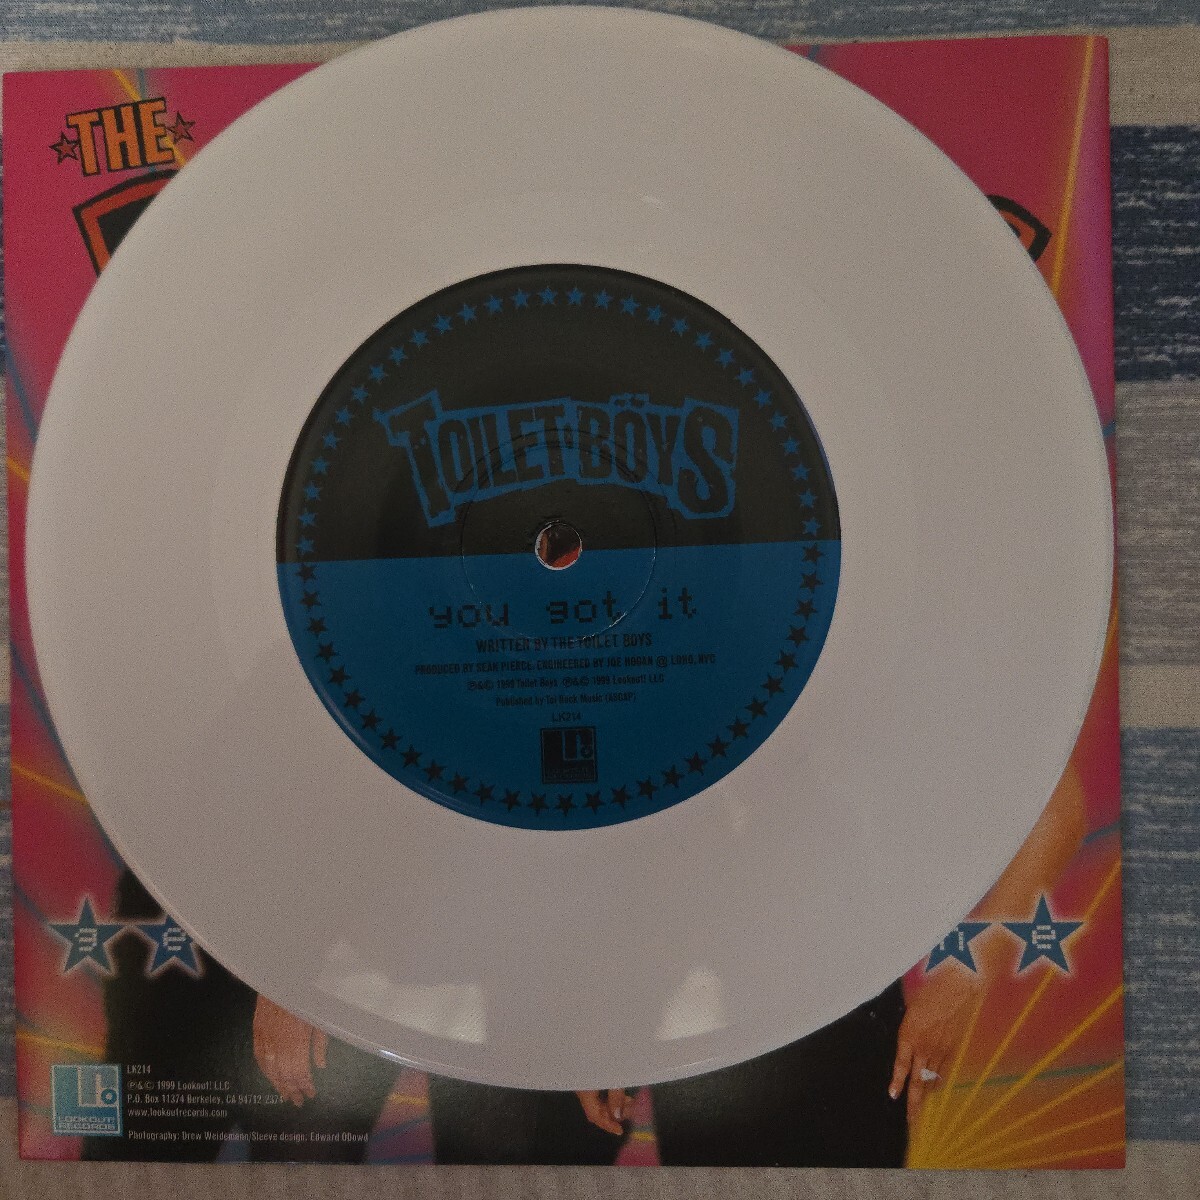 THE
TOILET·BÖYS
you got it
WRITTEN BY THE TOILET BOYS
PRODUCED BY SEAN PIERCE. ENGINEERED BY JOE HOGAN @ LOHO, NYC
℗&© 1999 Toilet Boys ℗&© 1999 Lookout! LLC
Published by Toi Rock Music (ASCAP)
LK214
g e n e
LK214
℗&© 1999 Lookout! LLC
P.O. Box 11374 Berkeley, CA 94712-2374
www.lookoutrecords.com
LOOKOUT!
RECORDS
Photography: Drew Weidemann/Sleeve design: Edward ODowd